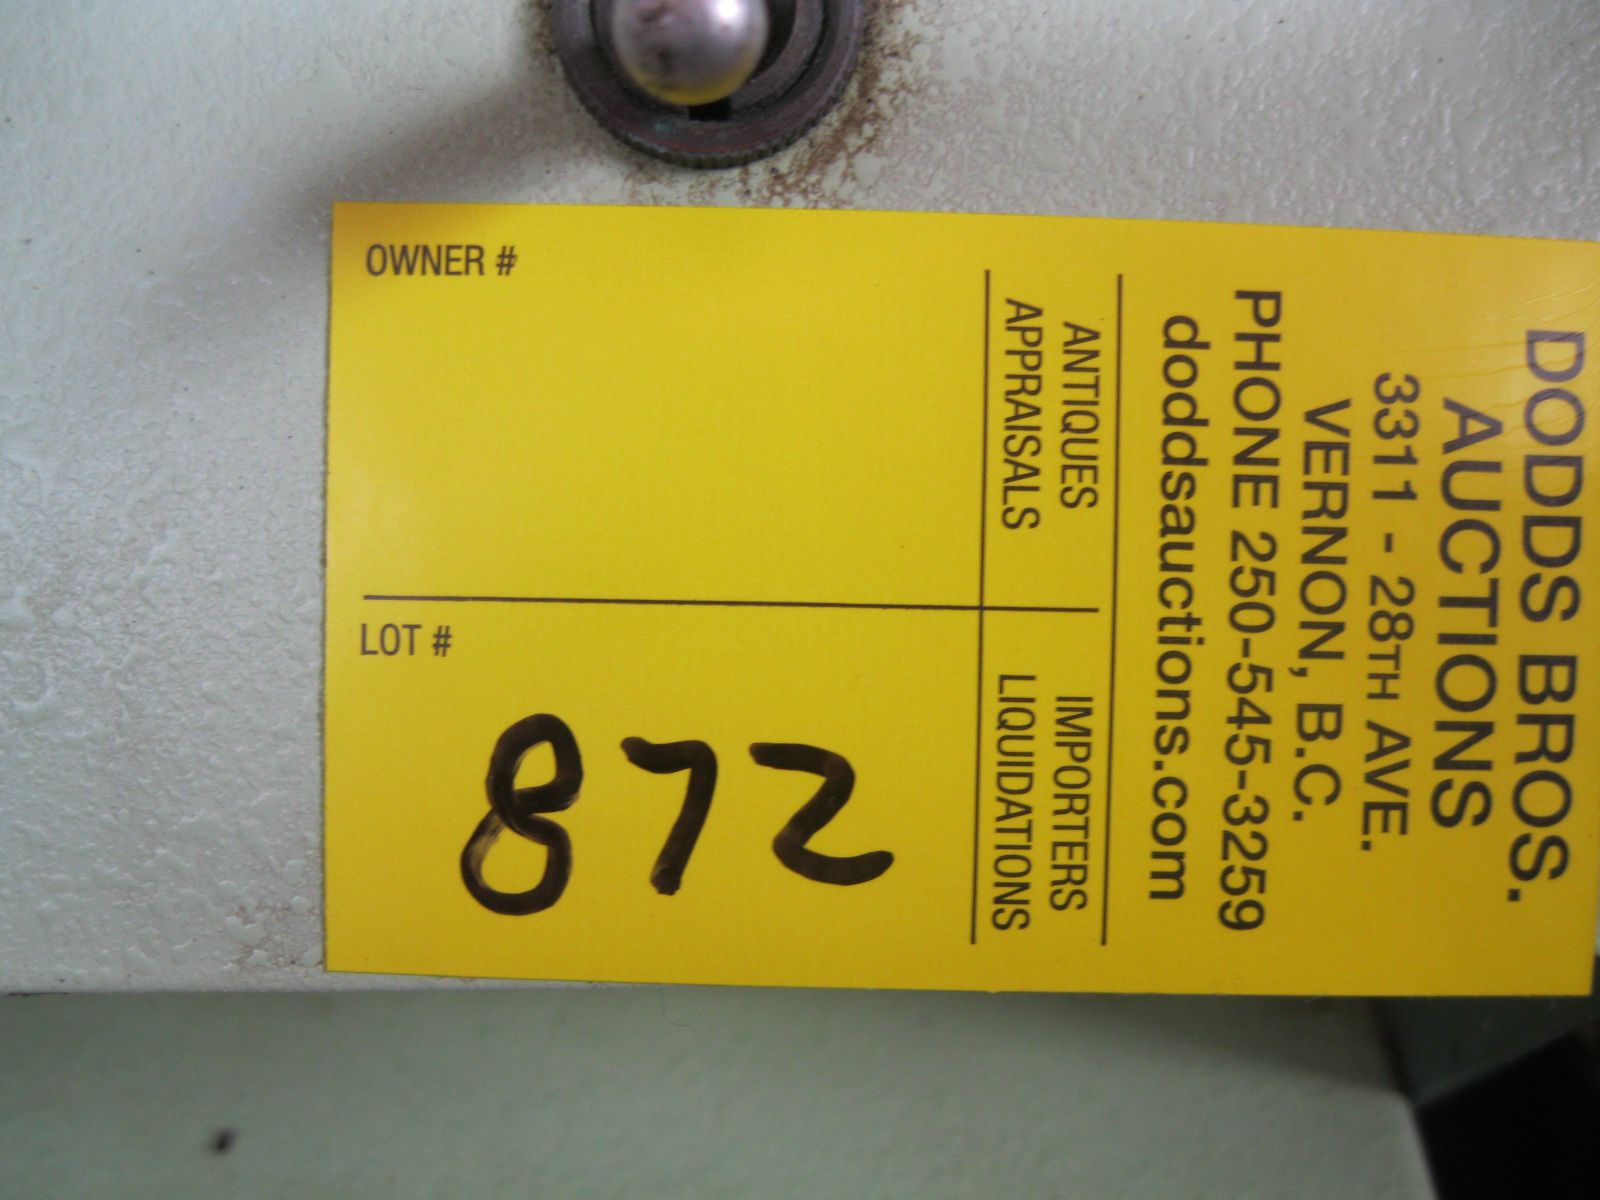 DODDS BROS.
AUCTIONS
3311 - 28TH AVE.
VERNON, B.C.
PHONE 250-545-3259
doddsauctions.com
ANTIQUES
APPRAISALS
IMPORTERS
LIQUIDATIONS
OWNER #
LOT #
872